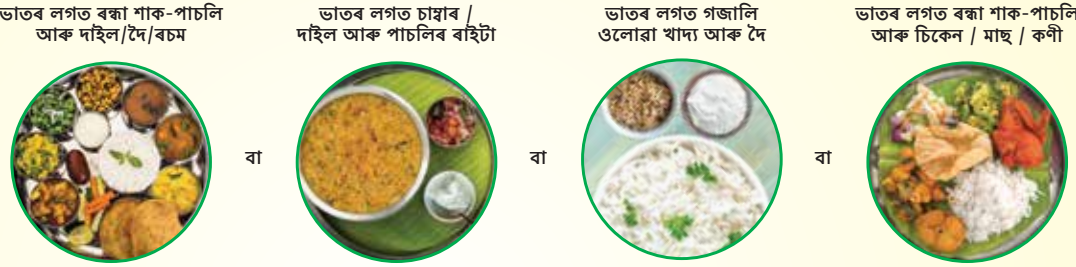 ভাতৰ লগত ৰন্ধা শাক-পাচলি
আৰু দাইল/দৈ/ৰচম
বা
ভাতৰ লগত চাম্বাৰ /
দাইল আৰু পাচলিৰ ৰাইটা
বা
ভাতৰ লগত গজালি
ওলোৱা খাদ্য আৰু দৈ
বা
ভাতৰ লগত ৰন্ধা শাক-পাচলি
আৰু চিকেন / মাছ / কণী